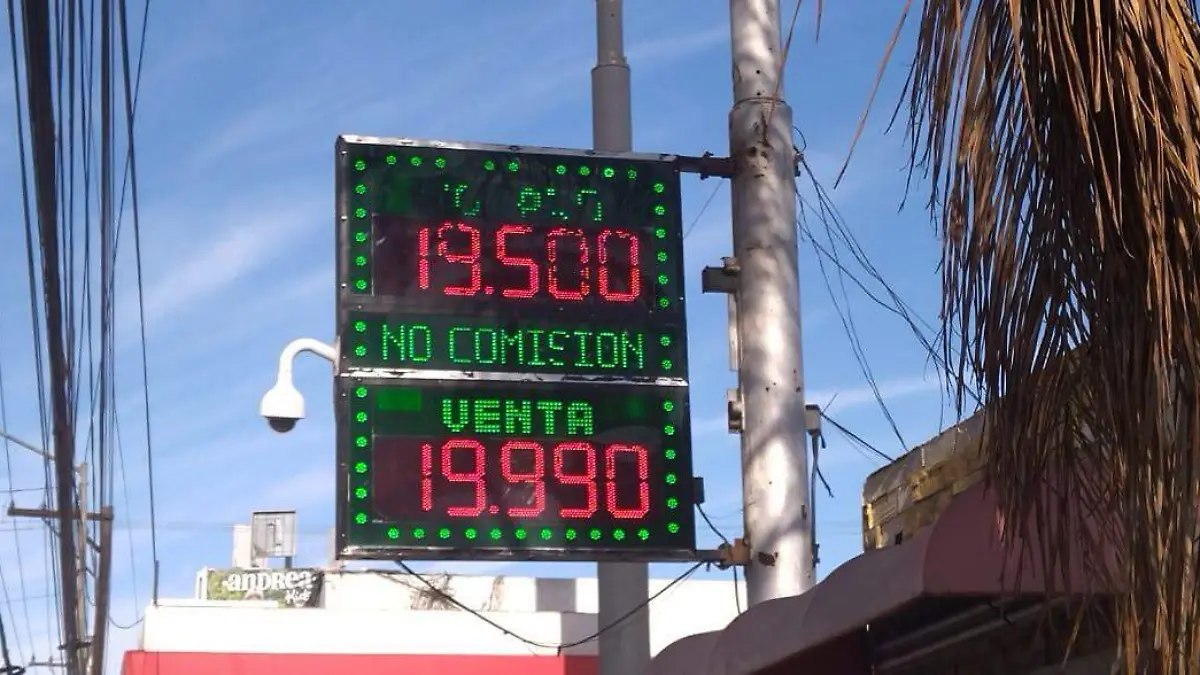 19.500
NO COMISION
VENTA
19.990
andrea